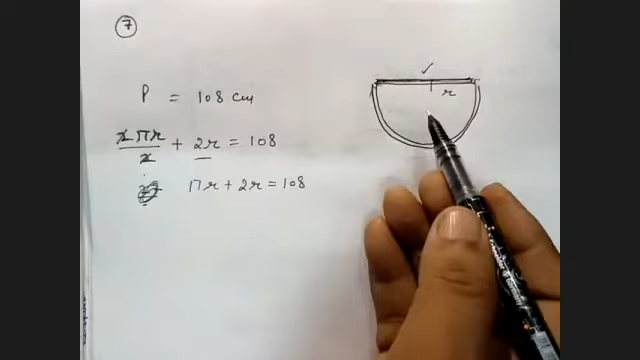 7
P = 108 cm
2πr/2 + 2r = 108
πr + 2r = 108
r